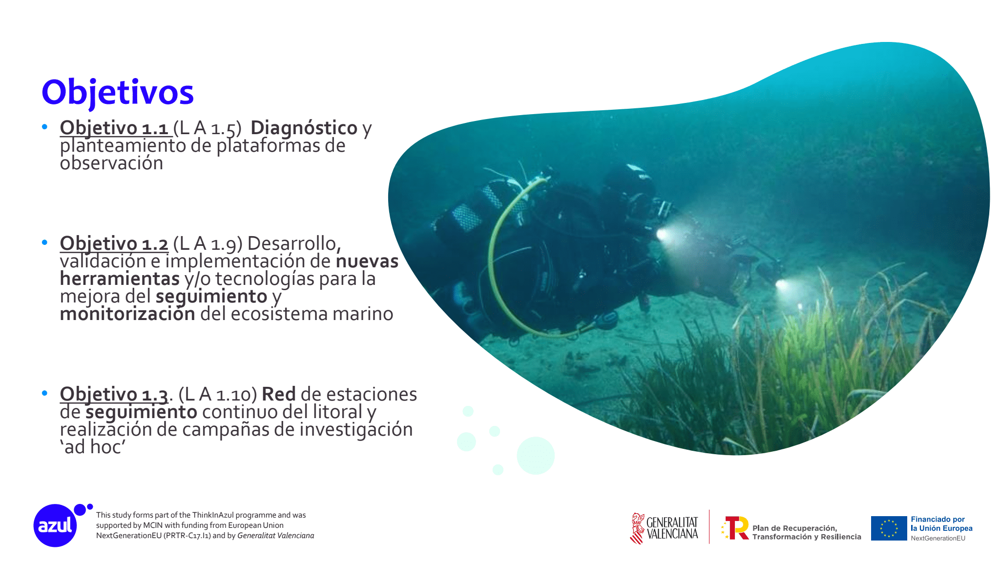 Objetivos
• Objetivo 1.1 (L A 1.5) Diagnóstico y
planteamiento de plataformas de
observación
• Objetivo 1.2 (L A 1.9) Desarrollo,
validación e implementación de nuevas
herramientas y/o tecnologías para la
mejora del seguimiento y
monitorización del ecosistema marino
• Objetivo 1.3. (L A 1.10) Red de estaciones
de seguimiento continuo del litoral y
realización de campañas de investigación
‘ad hoc’
azul
This study forms part of the ThinkInAzul programme and was
supported by MCIN with funding from European Union
NextGenerationEU (PRTR-C17.I1) and by Generalitat Valenciana
GENERALITAT
VALENCIANA
TR
Plan de Recuperación,
Transformación y Resiliencia
Financiado por
la Unión Europea
NextGenerationEU